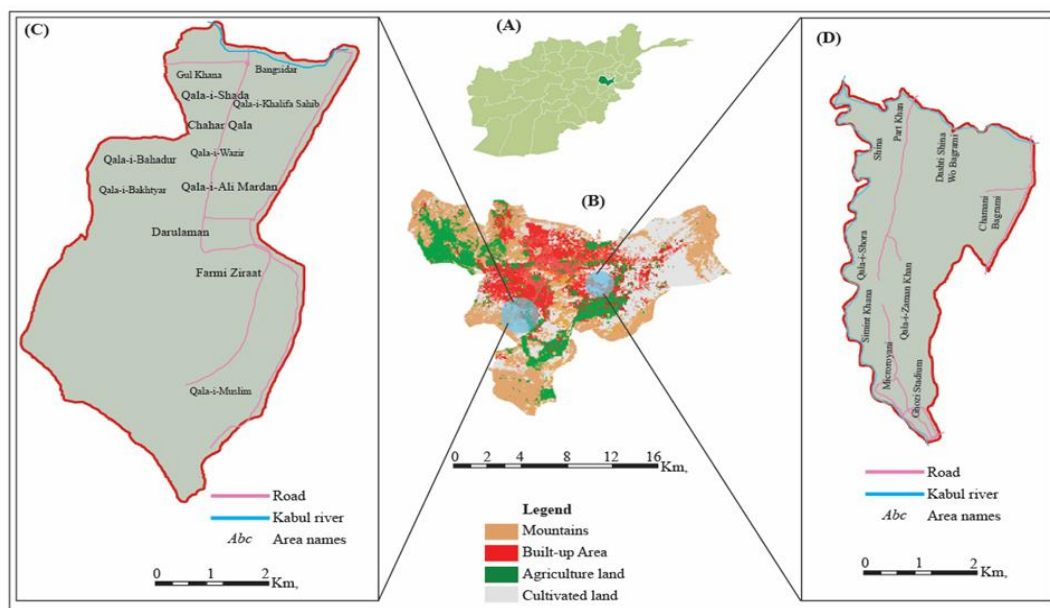 (C)
Gul Khana
Banguidar
Qala-i-Shada
Qala-i-Khalifa Sahib
Chahar Qala
Qala-i-Wazir
Qala-i-Bahadur
Qala-i-Bakhtyar
Qala-i-Ali Mardan
Darulaman
Farmi Ziraat
Qala-i-Muslim
Road
Kabul river
Abc Area names
0 1 2
Km,
(A)
(B)
0 2 4 8 12 16
Km,
Legend
Mountains
Built-up Area
Agriculture land
Cultivated land
(D)
Shina
Part Khan
Dashti Shina
Wo Bagrami
Chamani
Bagrami
Qala-i-Shora
Simint Khana
Qala-i-Zaman Khan
Microroyani
Ghozi Stadium
Road
Kabul river
Abc Area names
0 1 2
Km,